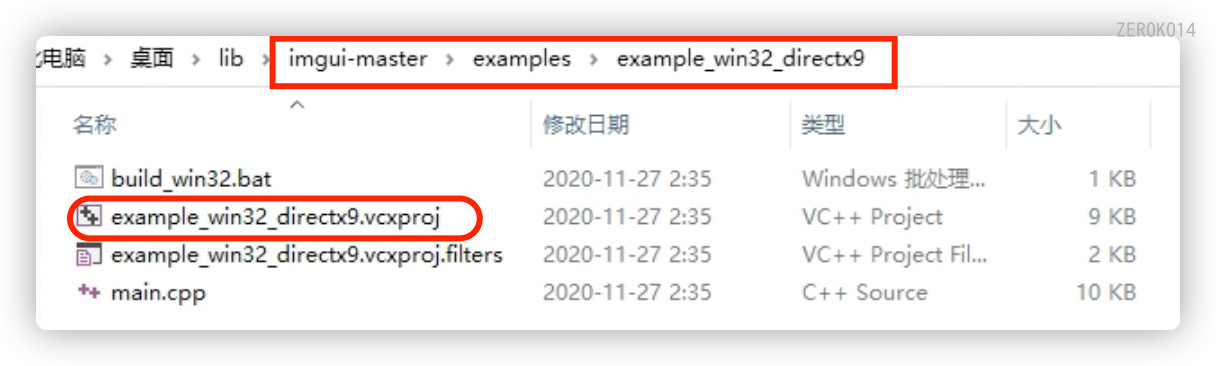 ZER0K014
电脑 › 桌面 › lib › imgui-master › examples › example_win32_directx9
名称 修改日期 类型 大小
build_win32.bat 2020-11-27 2:35 Windows 批处理... 1 KB
example_win32_directx9.vcxproj 2020-11-27 2:35 VC++ Project 9 KB
example_win32_directx9.vcxproj.filters 2020-11-27 2:35 VC++ Project Fil... 2 KB
main.cpp 2020-11-27 2:35 C++ Source 10 KB